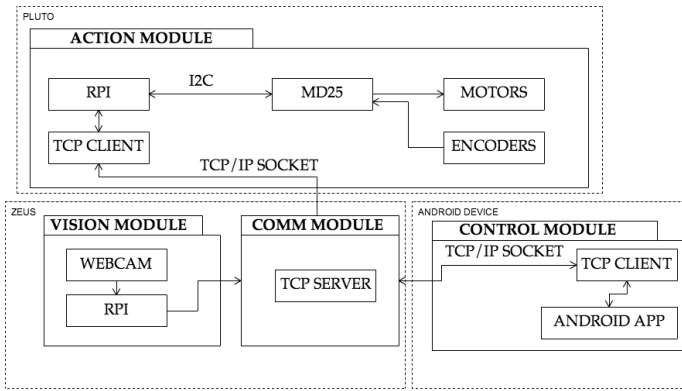 PLUTO
ACTION MODULE
RPI
I2C
MD25
MOTORS
TCP CLIENT
ENCODERS
TCP/IP SOCKET
ZEUS
VISION MODULE
WEBCAM
RPI
COMM MODULE
TCP SERVER
ANDROID DEVICE
CONTROL MODULE
TCP/IP SOCKET
TCP CLIENT
ANDROID APP